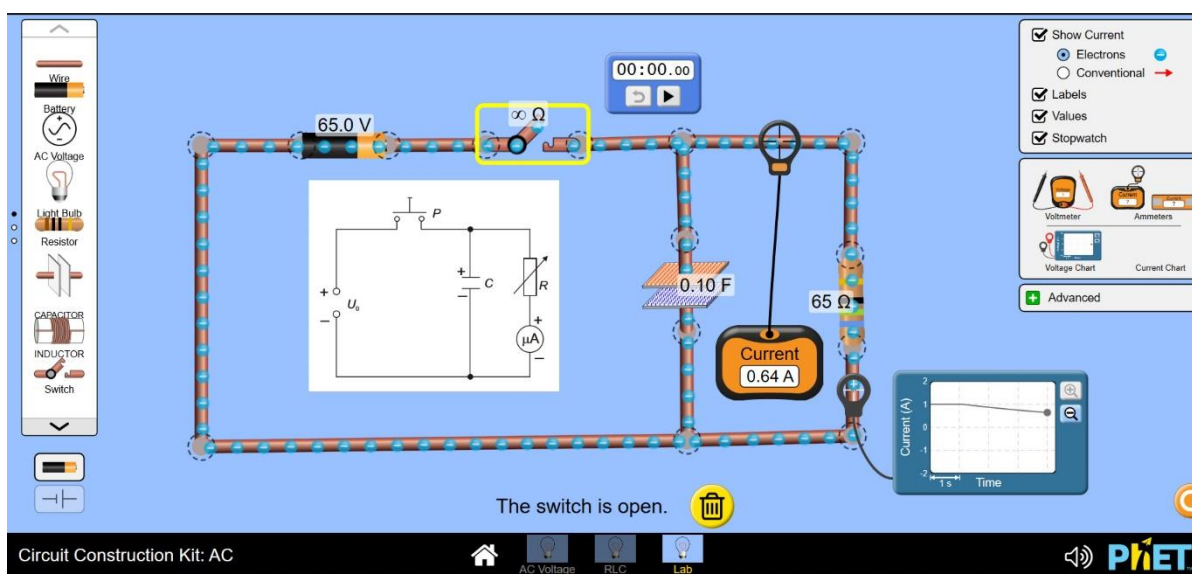 Wire
Battery
AC Voltage
Light Bulb
Resistor
CAPACITOR
INDUCTOR
Switch
65.0 V
∞ Ω
00:00.00
P
+
U₀
−
+
C
−
R
+
μA
−
0.10 F
65 Ω
Current
0.64 A
Current (A)
2
1
0
-1
-2
1 s
Time
Show Current
Electrons
Conventional
Labels
Values
Stopwatch
Voltmeter
Ammeters
Voltage Chart
Current Chart
Advanced
The switch is open.
Circuit Construction Kit: AC
AC Voltage
RLC
Lab
PhET